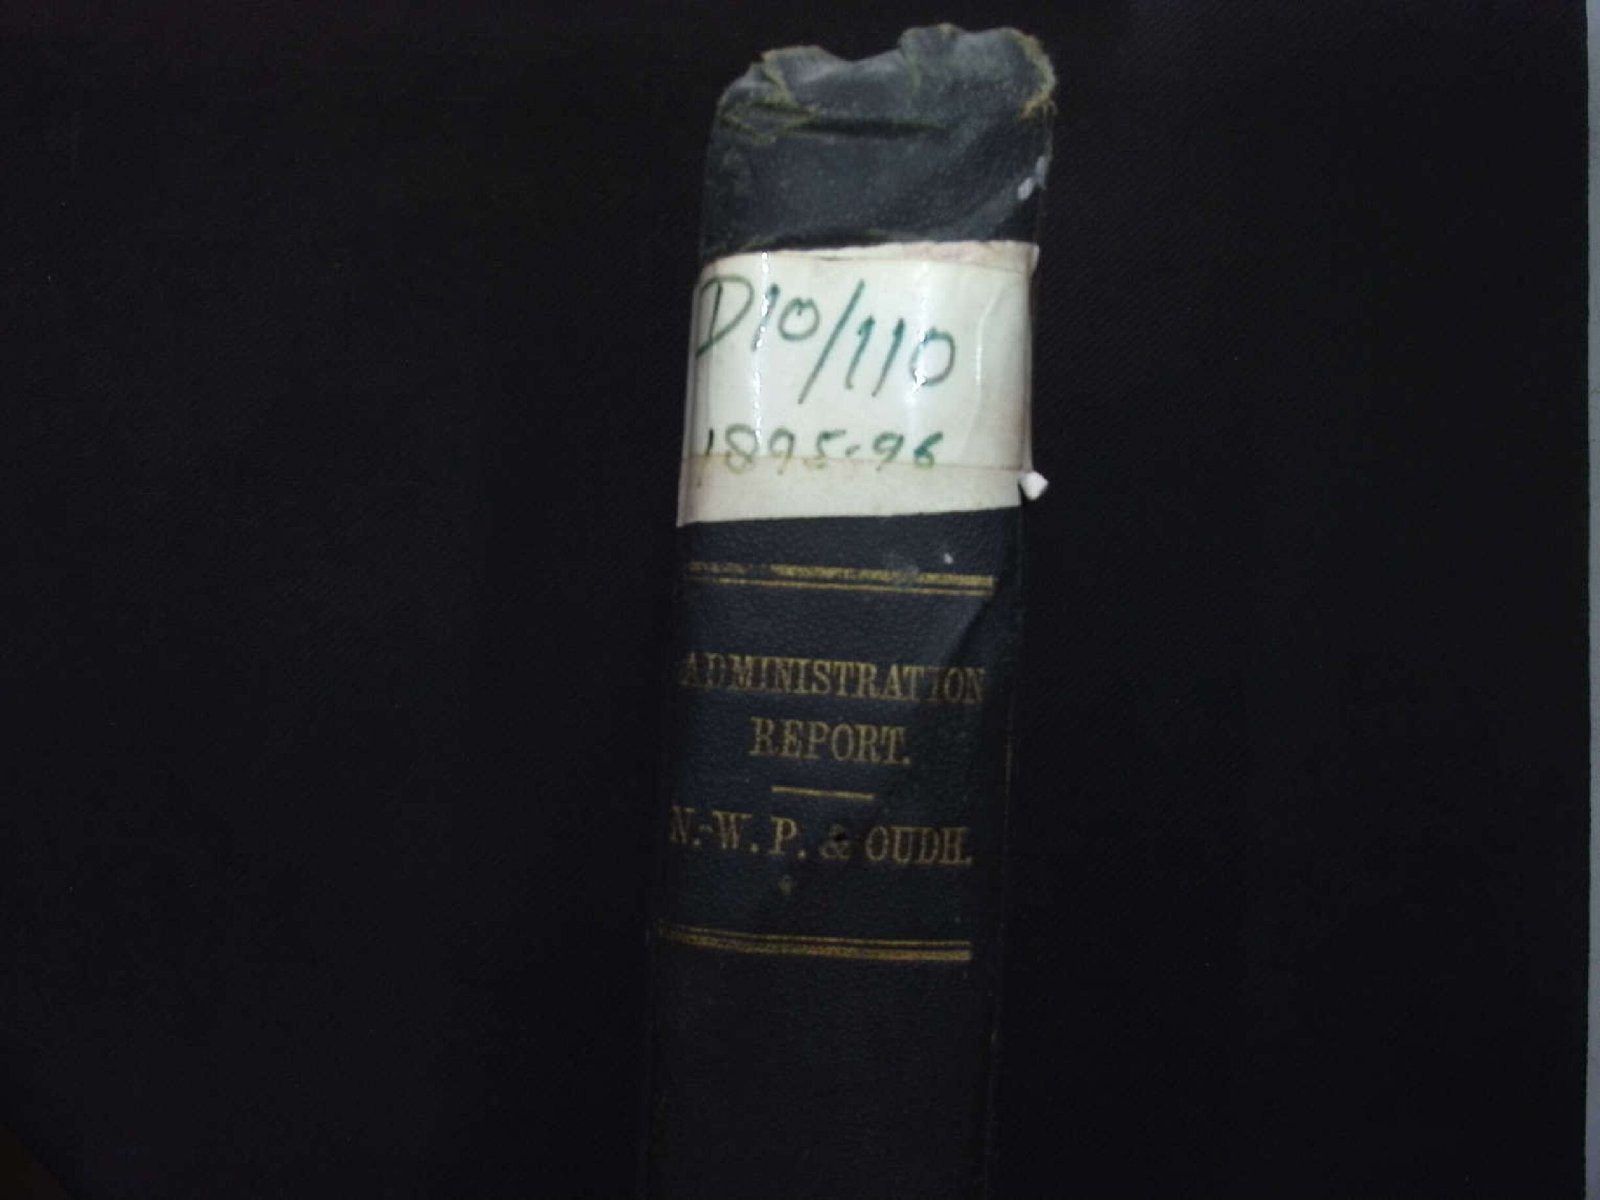 D10/110
1895-96
ADMINISTRATION
REPORT.
N.-W. P. & OUDH.